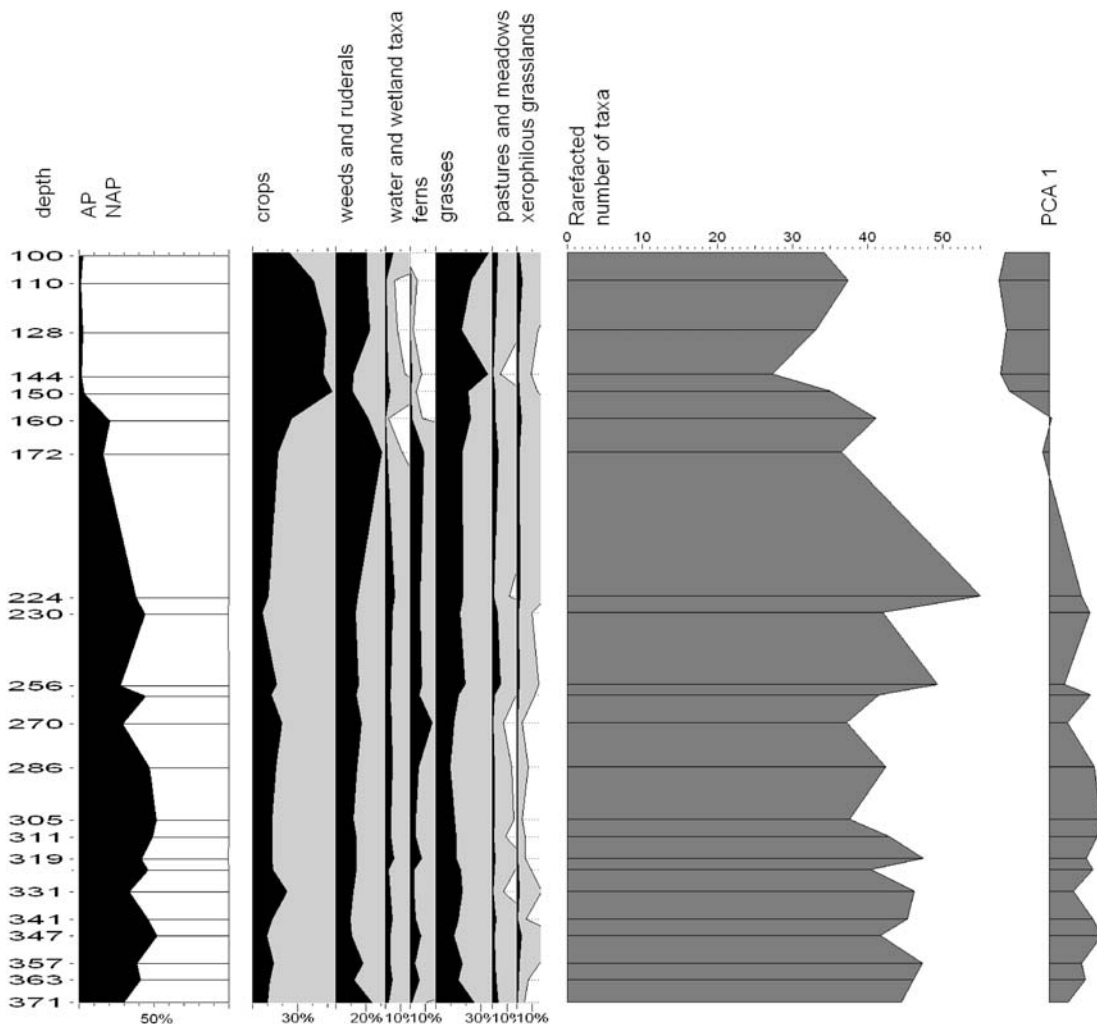 depth
AP
NAP
crops
weeds and ruderals
water and wetland taxa
ferns
grasses
pastures and meadows
xerophilous grasslands
Rarefacted
number of taxa
PCA 1
0 10 20 30 40 50
100
110
128
144
150
160
172
224
230
256
270
286
305
311
319
331
341
347
357
363
371
50% 30% 20% 10% 10% 30% 10% 10%